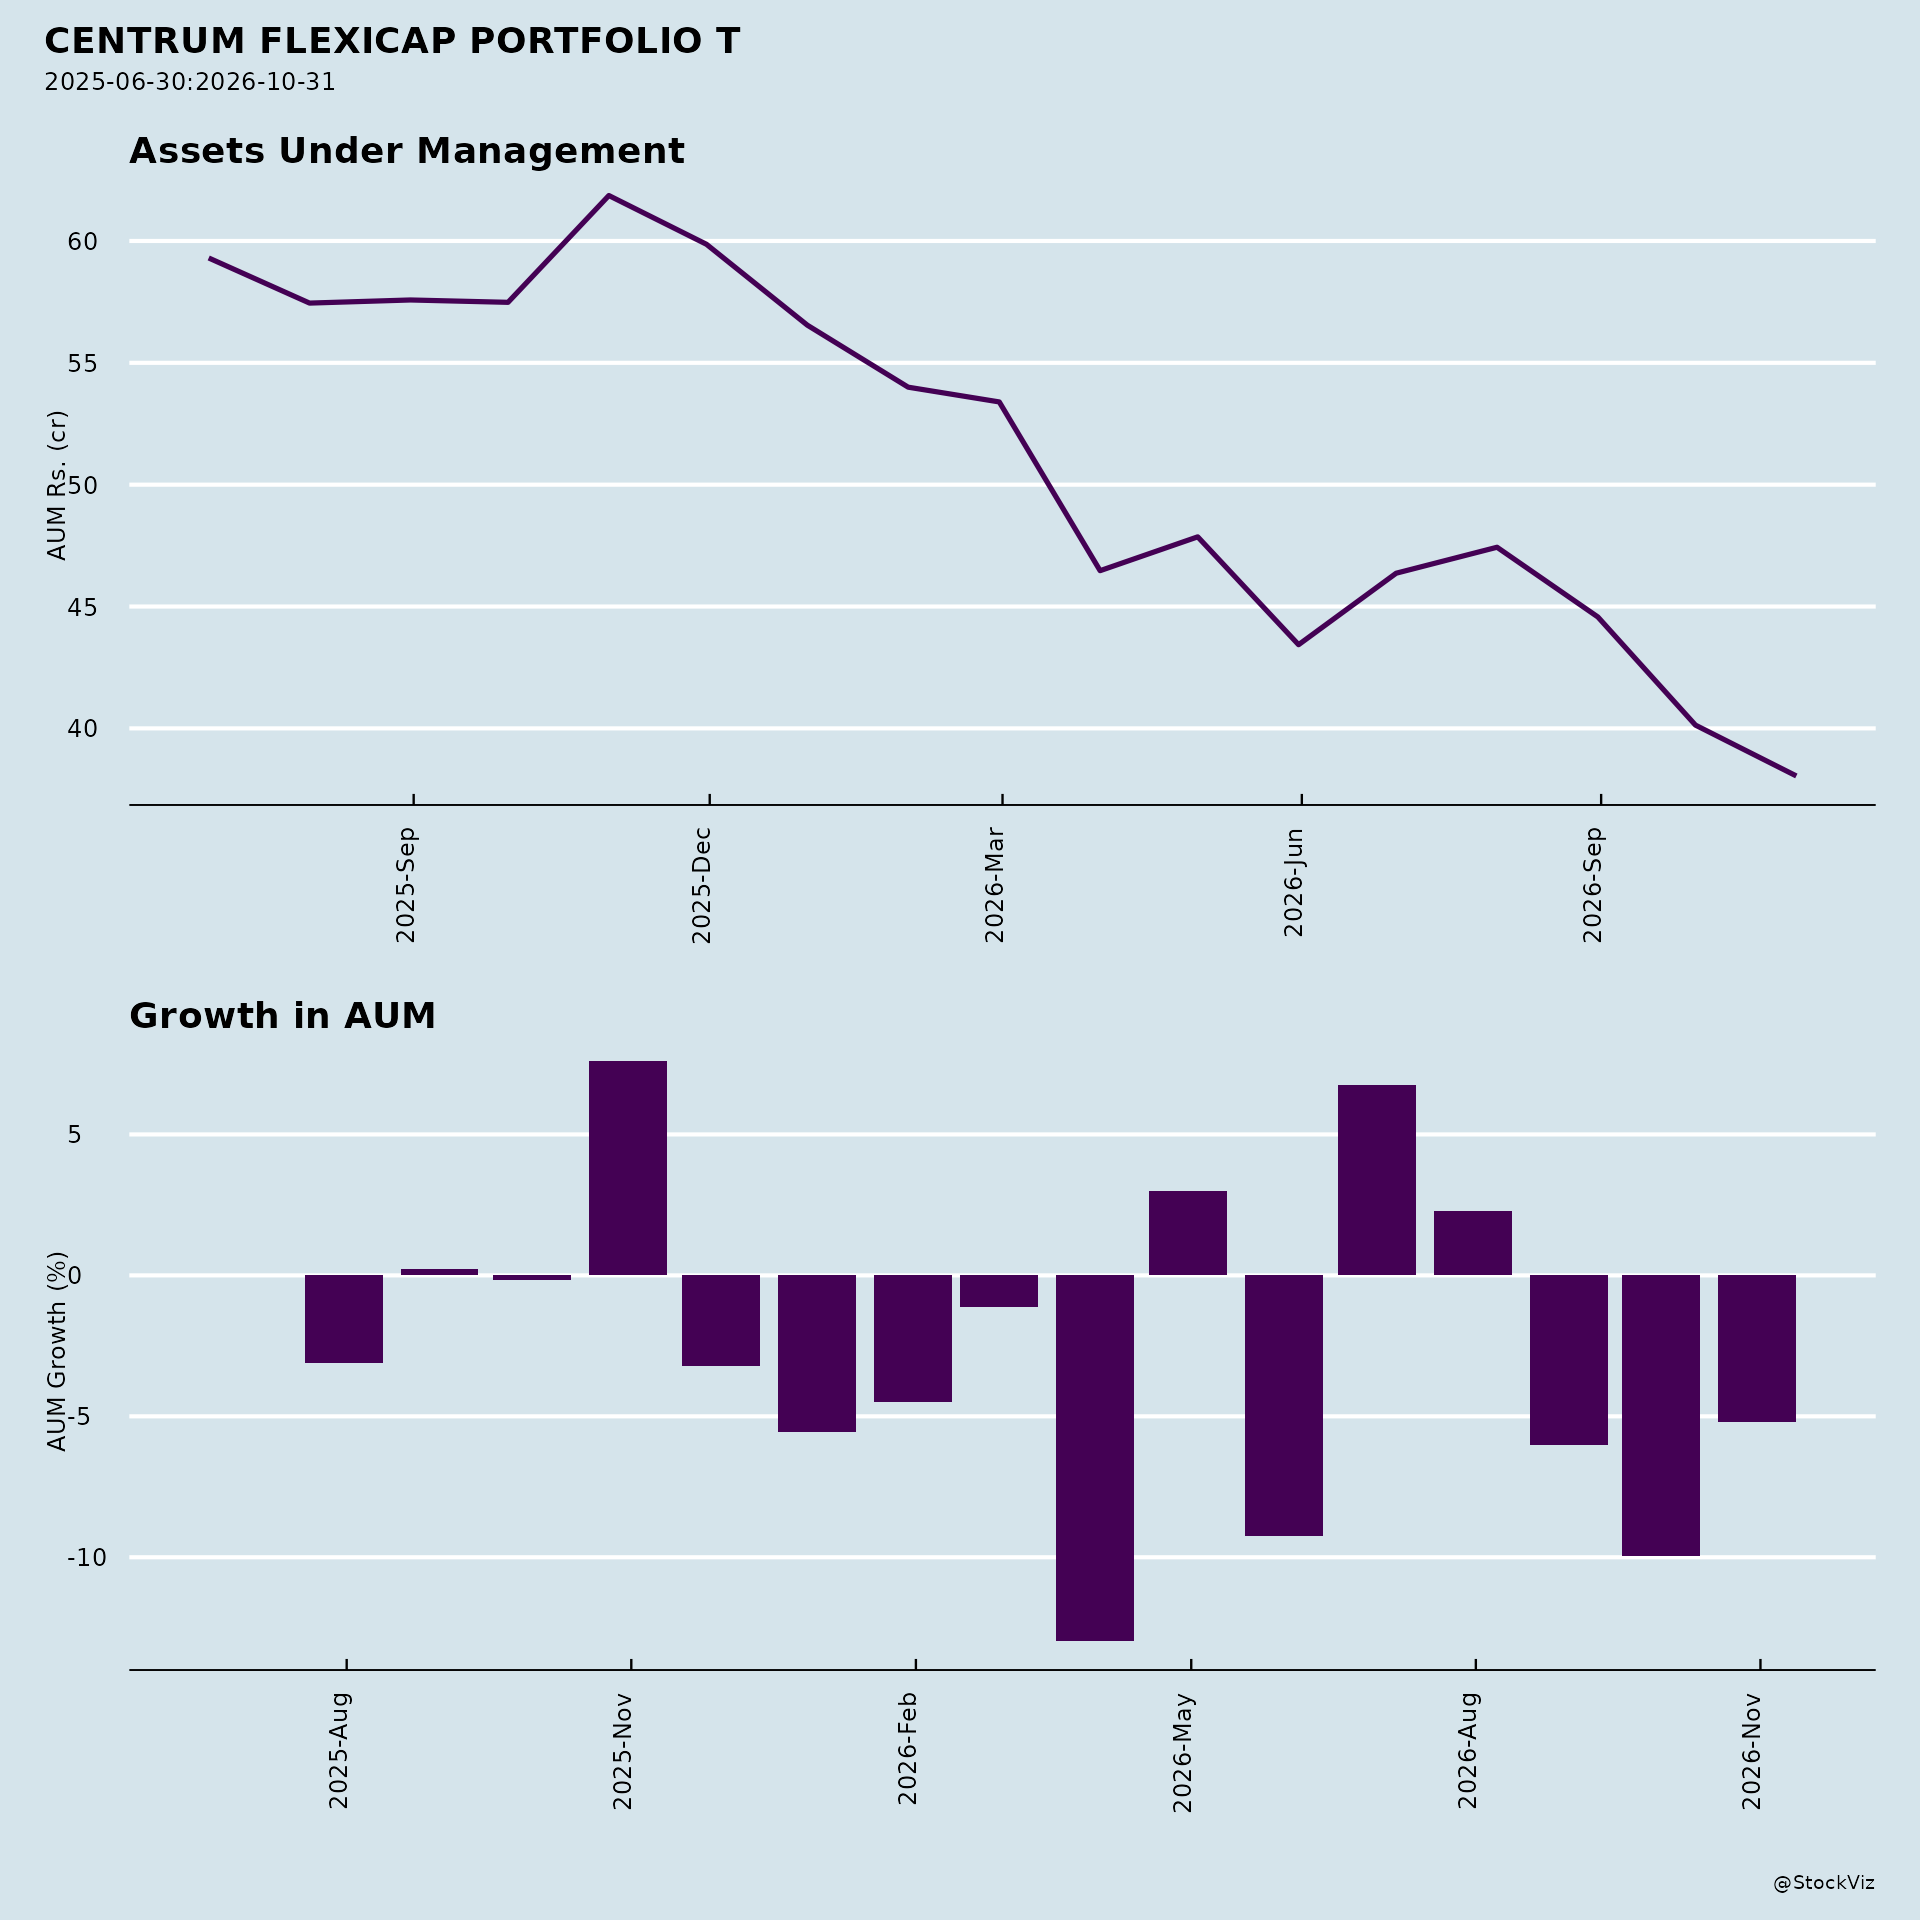 CENTRUM FLEXICAP PORTFOLIO T
2025-06-30:2026-10-31
Assets Under Management
AUM Rs. (cr)
60
55
50
45
40
2025-Sep
2025-Dec
2026-Mar
2026-Jun
2026-Sep
Growth in AUM
AUM Growth (%)
5
0
-5
-10
2025-Aug
2025-Nov
2026-Feb
2026-May
2026-Aug
2026-Nov
@StockViz